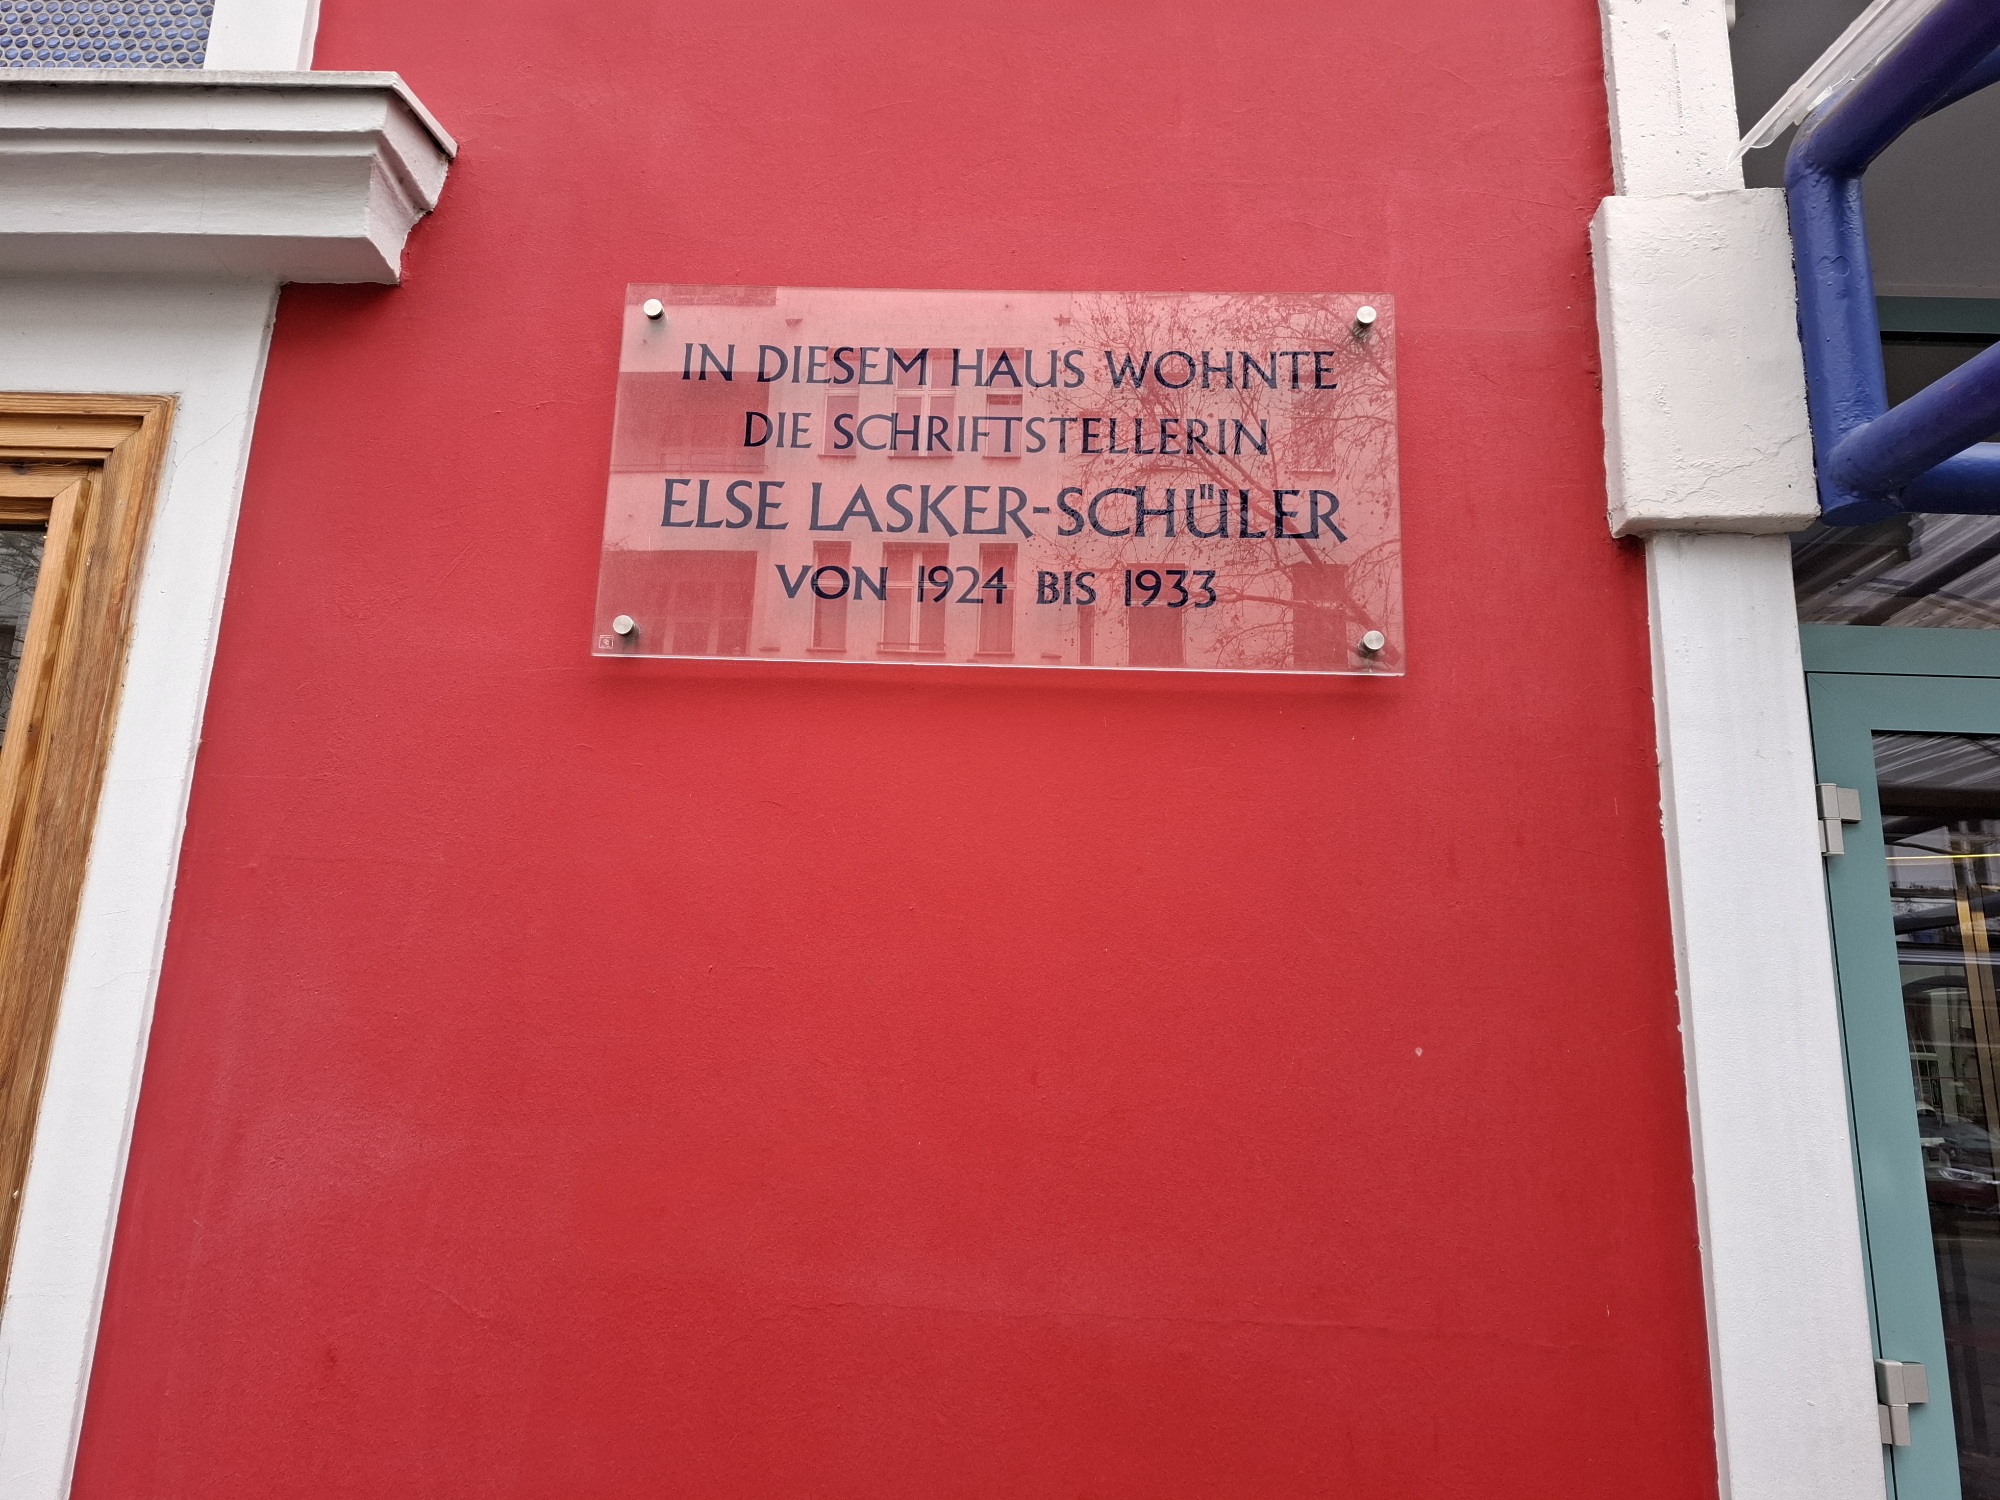 IN DIESEM HAUS WOHNTE
DIE SCHRIFTSTELLERIN
ELSE LASKER-SCHÜLER
VON 1924 BIS 1933